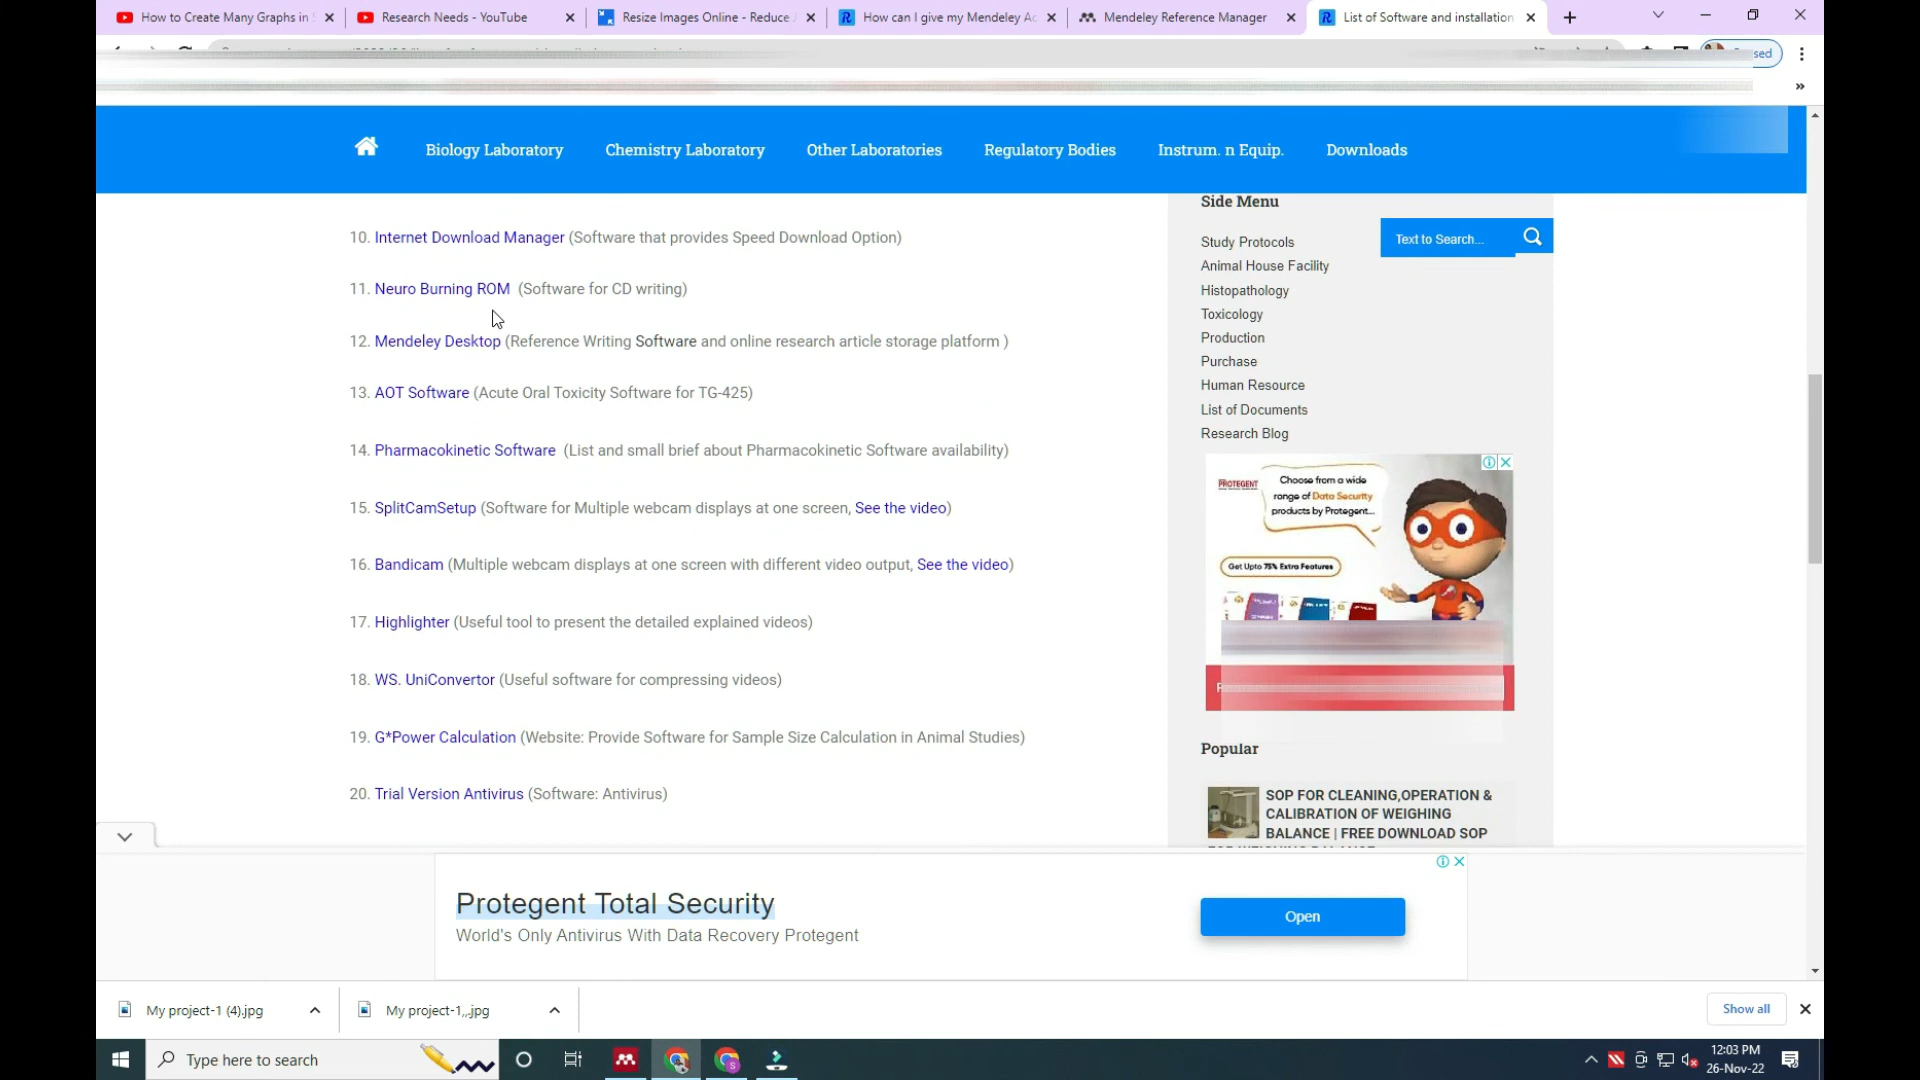 How to Create Many Graphs in
Research Needs - YouTube
Resize Images Online - Reduce
How can I give my Mendeley Ac
Mendeley Reference Manager
List of Software and installation
Biology Laboratory
Chemistry Laboratory
Other Laboratories
Regulatory Bodies
Instrum. n Equip.
Downloads
10. Internet Download Manager (Software that provides Speed Download Option)
11. Neuro Burning ROM (Software for CD writing)
12. Mendeley Desktop (Reference Writing Software and online research article storage platform )
13. AOT Software (Acute Oral Toxicity Software for TG-425)
14. Pharmacokinetic Software (List and small brief about Pharmacokinetic Software availability)
15. SplitCamSetup (Software for Multiple webcam displays at one screen, See the video)
16. Bandicam (Multiple webcam displays at one screen with different video output, See the video)
17. Highlighter (Useful tool to present the detailed explained videos)
18. WS. UniConvertor (Useful software for compressing videos)
19. G*Power Calculation (Website: Provide Software for Sample Size Calculation in Animal Studies)
20. Trial Version Antivirus (Software: Antivirus)
Side Menu
Text to Search...
Study Protocols
Animal House Facility
Histopathology
Toxicology
Production
Purchase
Human Resource
List of Documents
Research Blog
PROTEGENT
Choose from a wide
range of Data Security
products by Protegent...
Get Upto 75% Extra Features
Popular
SOP FOR CLEANING,OPERATION &
CALIBRATION OF WEIGHING
BALANCE | FREE DOWNLOAD SOP
Protegent Total Security
World's Only Antivirus With Data Recovery Protegent
Open
My project-1 (4).jpg
My project-1,,.jpg
Show all
Type here to search
12:03 PM
26-Nov-22